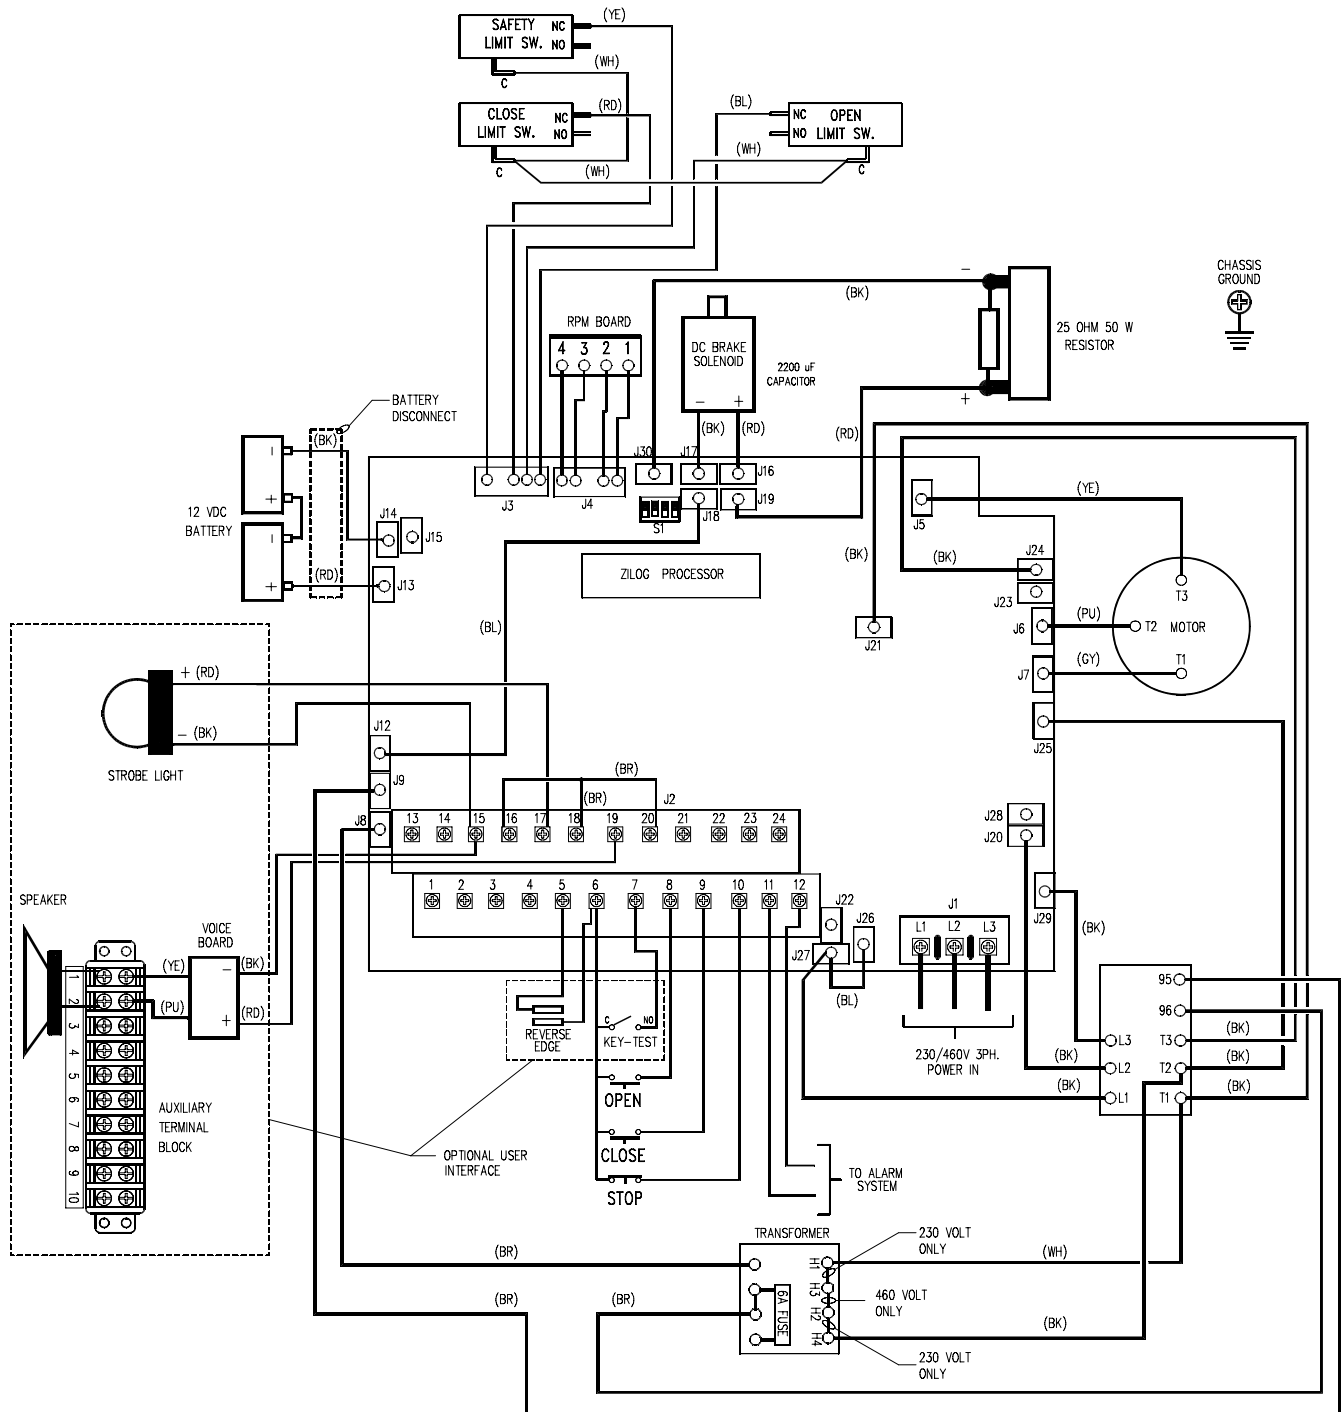 SAFETY NC
LIMIT SW. NO
(YE)
(WH)
C
CLOSE NC
LIMIT SW. NO
(RD)
(WH)
C
(BL)
NC OPEN
NO LIMIT SW.
(WH)
C
RPM BOARD
4 3 2 1
DC BRAKE
SOLENOID
- +
(BK) (RD)
2200 uF
CAPACITOR
(BK)
-
+
25 OHM 50 W
RESISTOR
CHASSIS
GROUND
BATTERY
DISCONNECT
-
+
-
+
12 VDC
BATTERY
(BK)
(RD)
J14
J15
J13
J3
J4
J30
J17
J16
J18
J19
S1
(RD)
ZILOG PROCESSOR
(BL)
(BK)
J21
J5
(YE)
(BK)
J24
J23
J6
(PU)
J7
(GY)
J25
T3
T2 MOTOR
T1
+ (RD)
- (BK)
STROBE LIGHT
J12
J9
J8
(BR)
(BR)
J2
13 14 15 16 17 18 19 20 21 22 23 24
1 2 3 4 5 6 7 8 9 10 11 12
J28
J20
J29
J22
J26
J27
(BL)
J1
L1 L2 L3
230/460V 3PH.
POWER IN
(BK)
(BK)
(BK)
95
96
L3 T3
L2 T2
L1 T1
(BK)
(BK)
(BK)
SPEAKER
VOICE
BOARD
-
+
(YE)
(PU)
(BK)
(RD)
1
2
3
4
5
6
7
8
9
10
AUXILIARY
TERMINAL
BLOCK
REVERSE
EDGE
C NO
KEY-TEST
OPEN
CLOSE
STOP
OPTIONAL USER
INTERFACE
TO ALARM
SYSTEM
TRANSFORMER
6A FUSE
H1
H3
H2
H4
230 VOLT
ONLY
460 VOLT
ONLY
230 VOLT
ONLY
(WH)
(BK)
(BR)
(BR)
(BR)